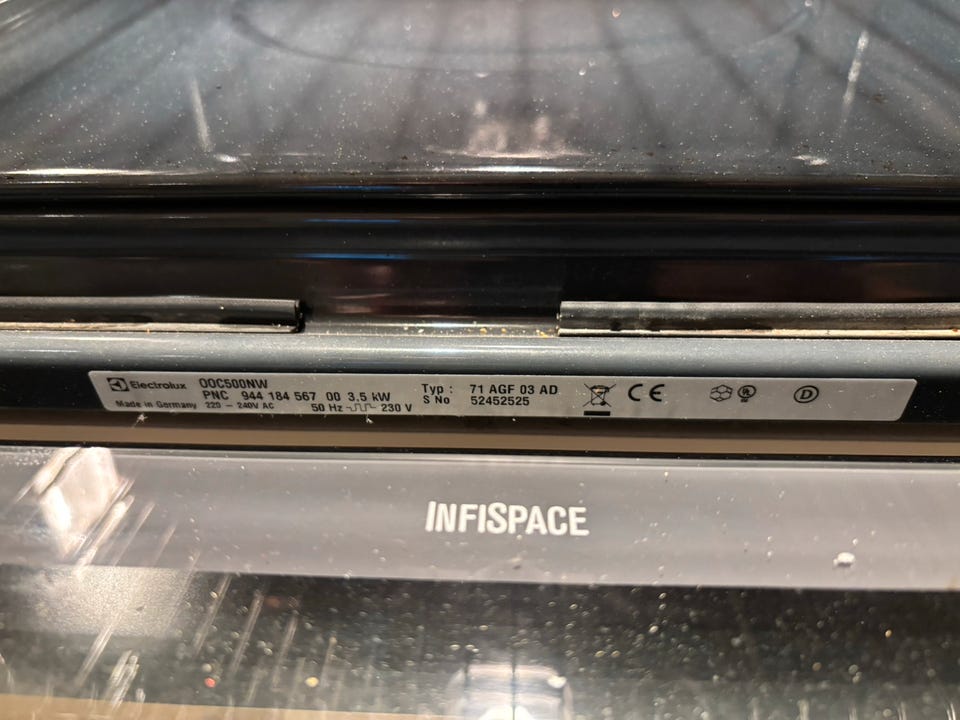 Electrolux OOC500NW
PNC 944 184 567 00 3.5 kW
Made in Germany 220 - 240V AC 50 Hz 230 V
Typ : 71 AGF 03 AD
S No 52452525
CE
D
INFISPACE